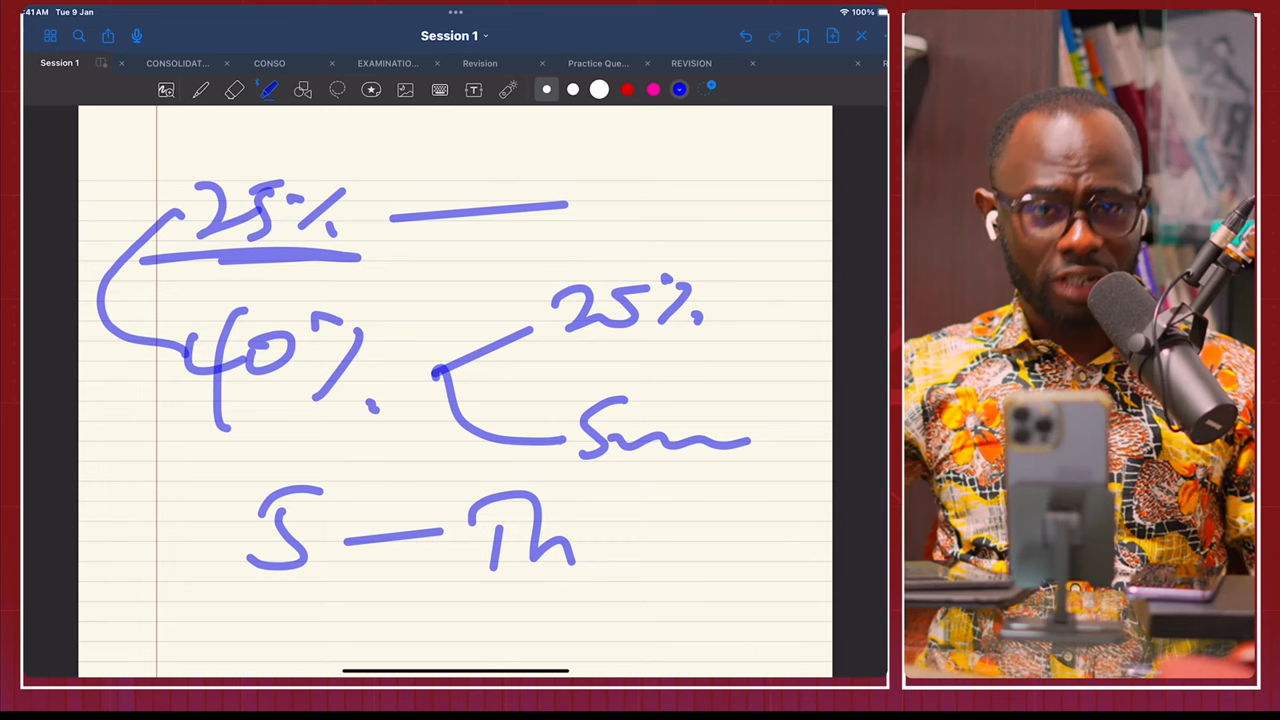 :41 AM Tue 9 Jan
100%
Session 1
Session 1 CONSOLIDAT... CONSO EXAMINATIO... Revision Practice Que... REVISION
25%
40%
25%
5
S — Th